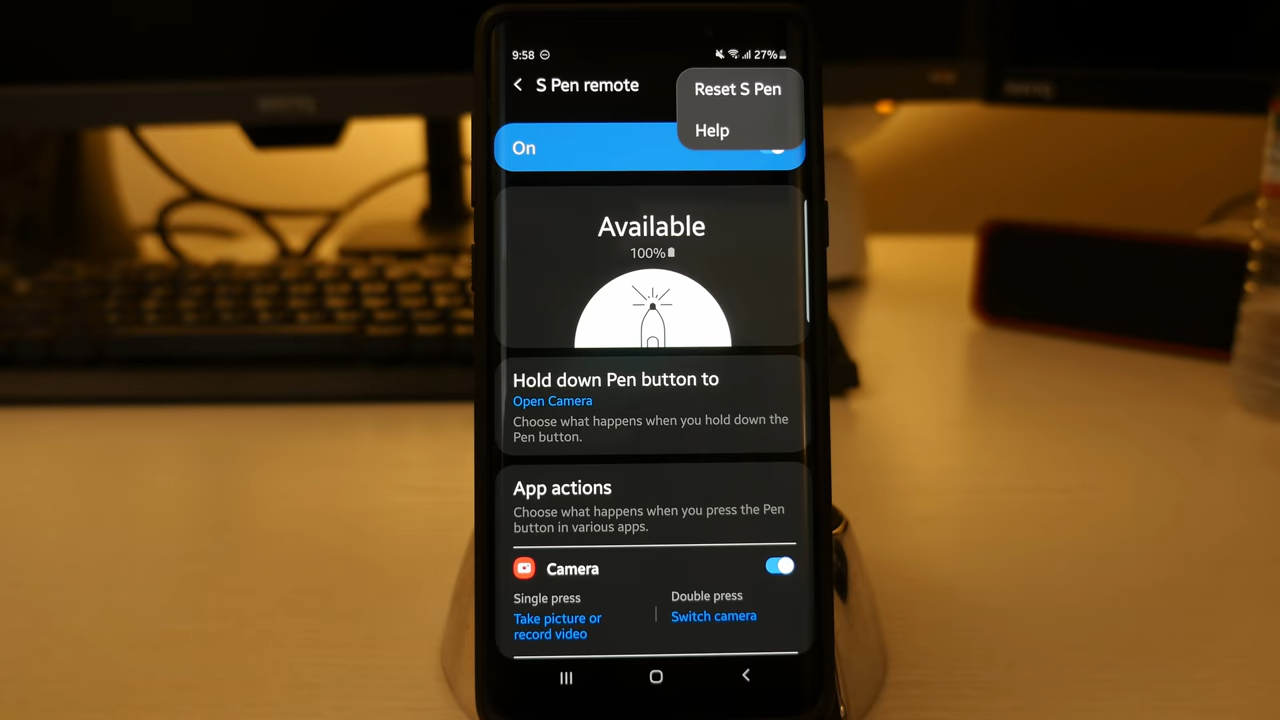 9:58
27%
S Pen remote
Reset S Pen
Help
On
Available
100%
Hold down Pen button to
Open Camera
Choose what happens when you hold down the
Pen button.
App actions
Choose what happens when you press the Pen
button in various apps.
Camera
Single press
Take picture or
record video
Double press
Switch camera
BenQ